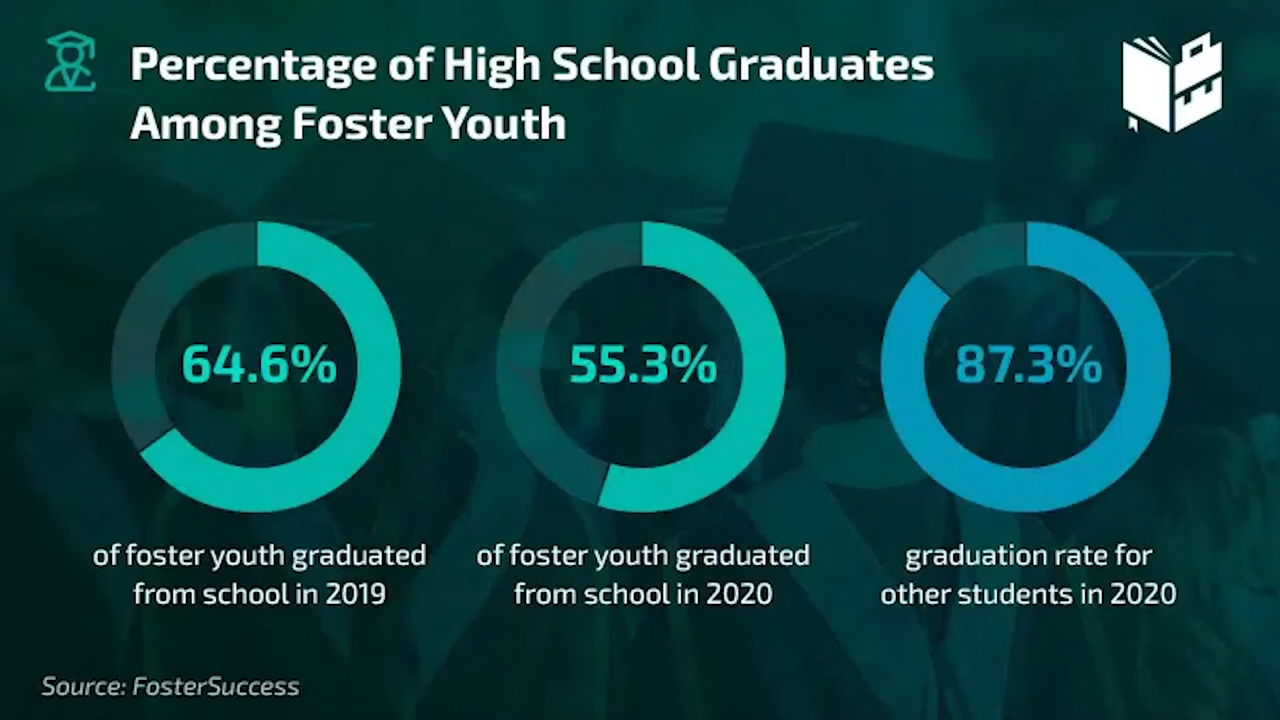 Percentage of High School Graduates
Among Foster Youth
64.6%
of foster youth graduated
from school in 2019
55.3%
of foster youth graduated
from school in 2020
87.3%
graduation rate for
other students in 2020
Source: FosterSuccess